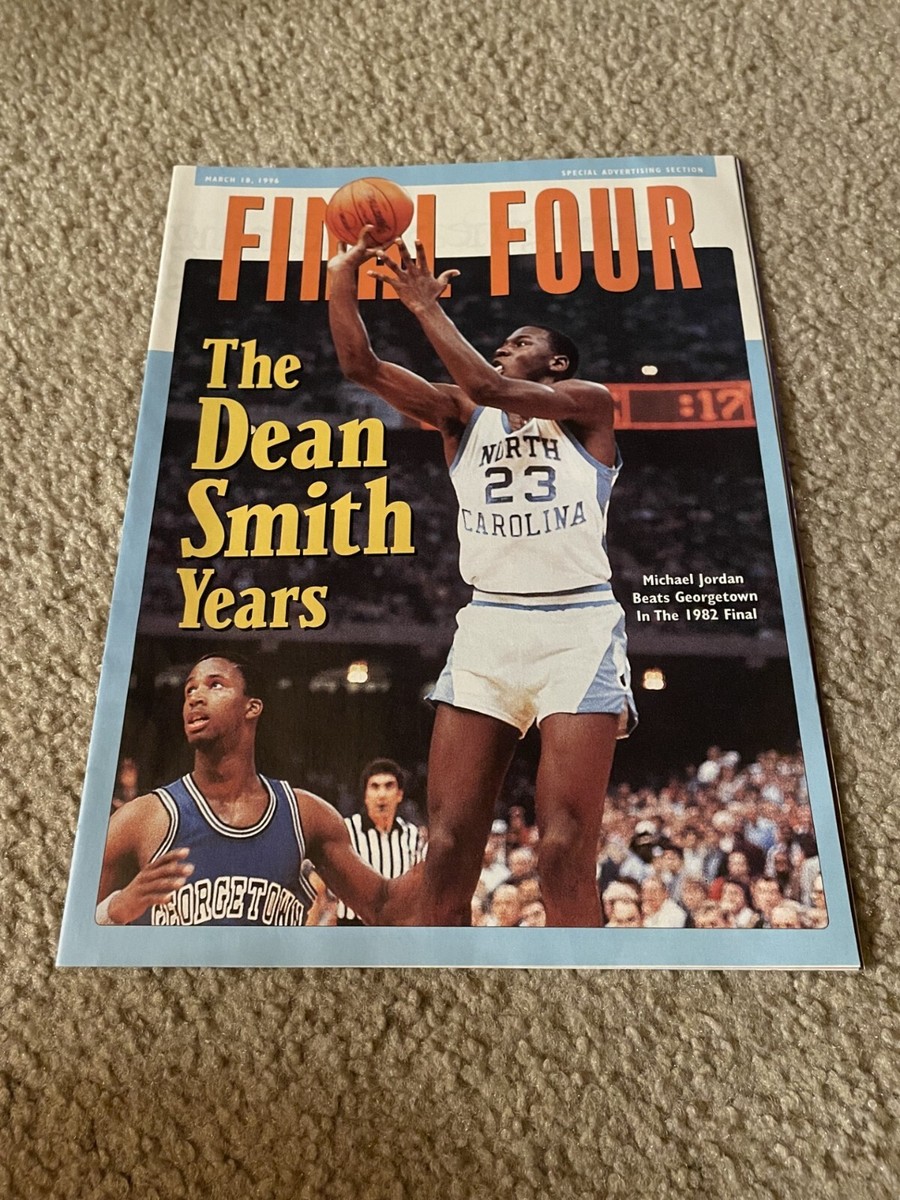 MARCH 18, 1996
SPECIAL ADVERTISING SECTION
FINAL FOUR
The
Dean
Smith
Years
:17
NORTH
23
CAROLINA
Michael Jordan
Beats Georgetown
In The 1982 Final
GEORGETOWN